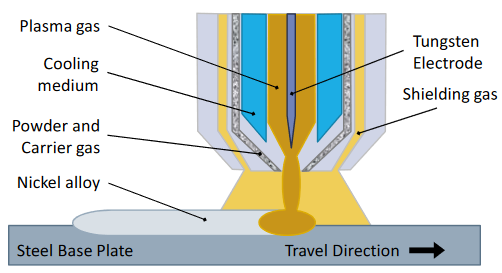 Plasma gas
Cooling
medium
Powder and
Carrier gas
Nickel alloy
Tungsten
Electrode
Shielding gas
Steel Base Plate
Travel Direction